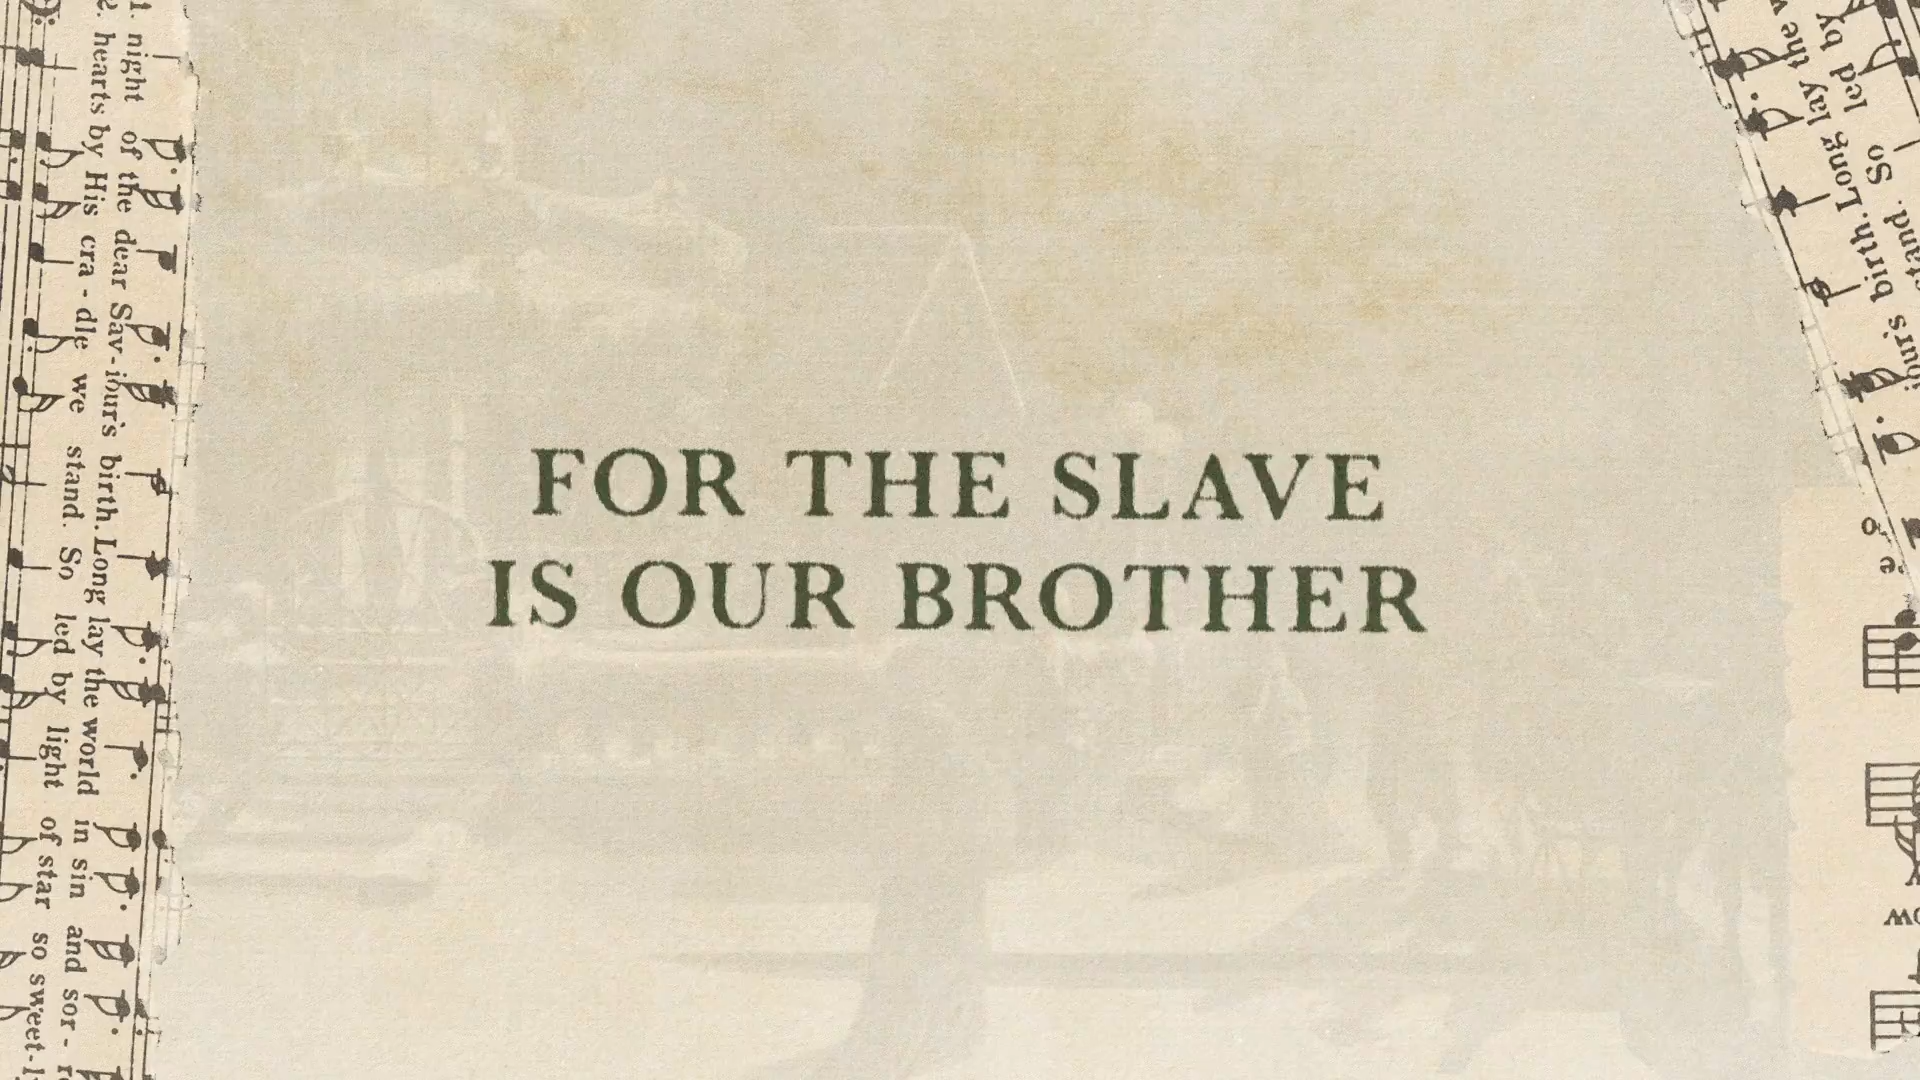 FOR THE SLAVE
IS OUR BROTHER
1. night of the dear Sav-iour's birth. Long lay the world in sin and sor-
2. hearts by His cra-dle we stand. So led by light of star so sweet-l
birth. Long lay the
stand. So led by